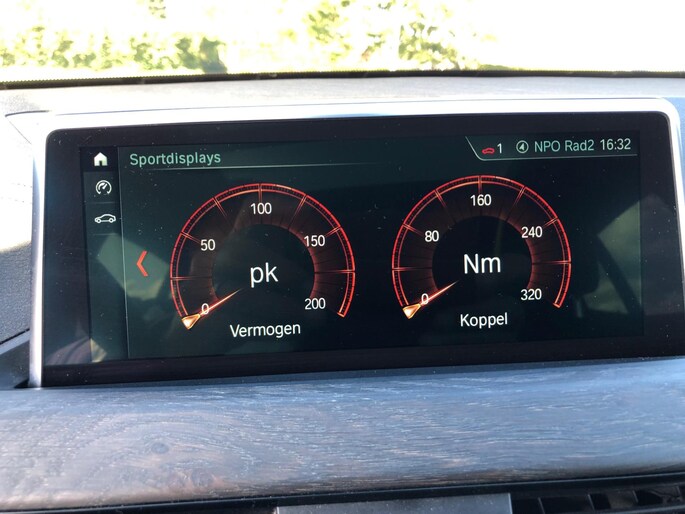 Sportdisplays
1 NPO Rad2 16:32
0 50 100 150 200
pk
Vermogen
0 80 160 240 320
Nm
Koppel